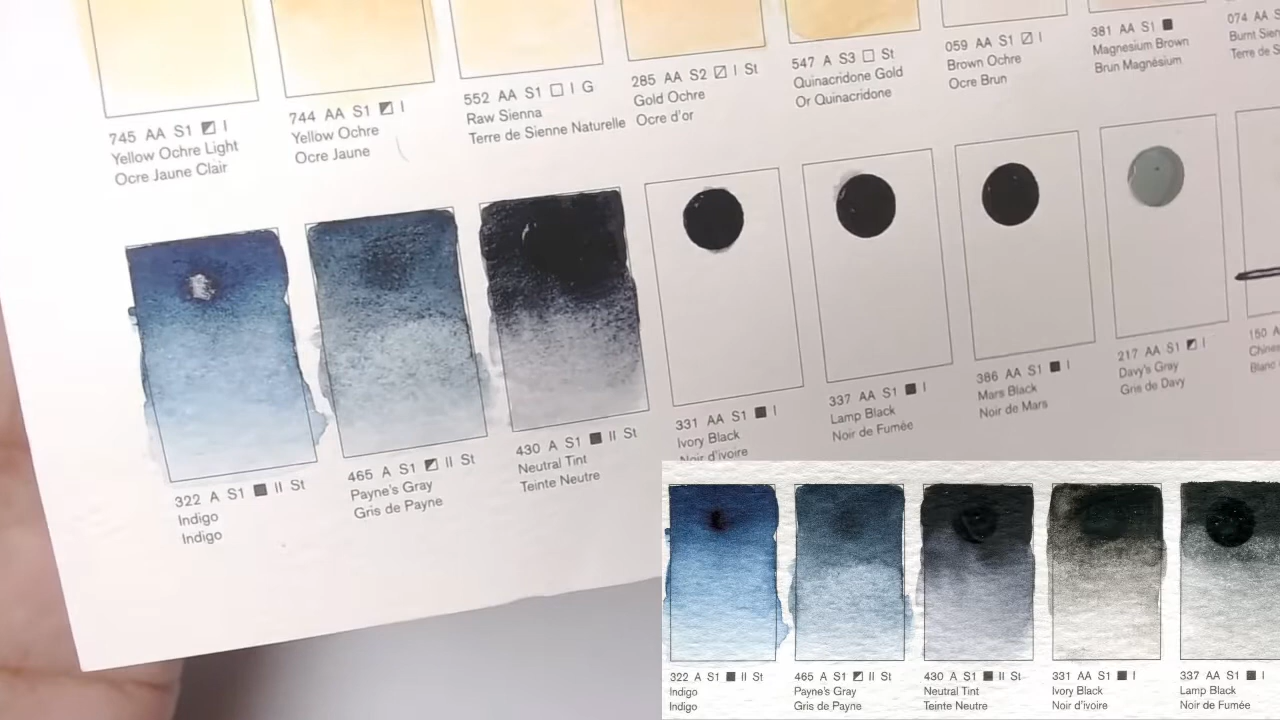 745 AA S1 I
Yellow Ochre Light
Ocre Jaune Clair
744 AA S1 I
Yellow Ochre
Ocre Jaune
552 AA S1 I G
Raw Sienna
Terre de Sienne Naturelle
285 AA S2 I St
Gold Ochre
Ocre d'or
547 A S3 St
Quinacridone Gold
Or Quinacridone
059 AA S1 I
Brown Ochre
Ocre Brun
381 AA S1
Magnesium Brown
Brun Magnésium
074 AA
Burnt
Terre de
322 A S1 II St
Indigo
Indigo
465 A S1 II St
Payne's Gray
Gris de Payne
430 A S1 II St
Neutral Tint
Teinte Neutre
331 AA S1 I
Ivory Black
Noir d'ivoire
337 AA S1 I
Lamp Black
Noir de Fumée
386 AA S1 I
Mars Black
Noir de Mars
217 AA S1 I
Davy's Gray
Gris de Davy
150
322 A S1 II St
Indigo
Indigo
465 A S1 II St
Payne's Gray
Gris de Payne
430 A S1 II St
Neutral Tint
Teinte Neutre
331 AA S1 I
Ivory Black
Noir d'ivoire
337 AA S1 I
Lamp Black
Noir de Fumée